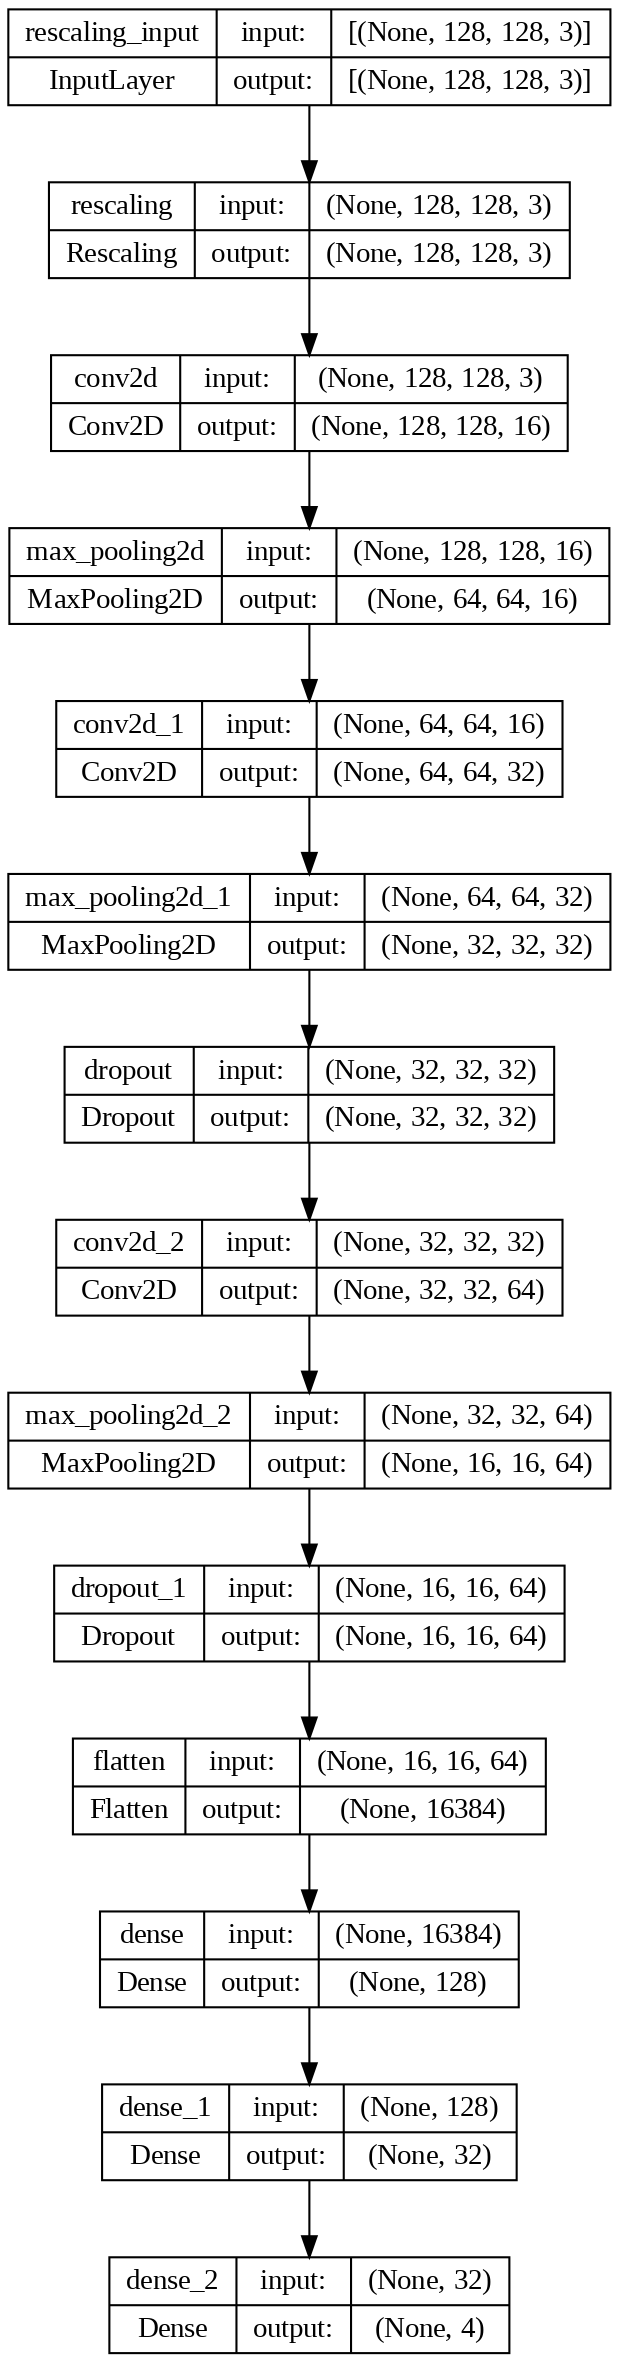 rescaling_input input: [(None, 128, 128, 3)]
InputLayer output: [(None, 128, 128, 3)]
rescaling input: (None, 128, 128, 3)
Rescaling output: (None, 128, 128, 3)
conv2d input: (None, 128, 128, 3)
Conv2D output: (None, 128, 128, 16)
max_pooling2d input: (None, 128, 128, 16)
MaxPooling2D output: (None, 64, 64, 16)
conv2d_1 input: (None, 64, 64, 16)
Conv2D output: (None, 64, 64, 32)
max_pooling2d_1 input: (None, 64, 64, 32)
MaxPooling2D output: (None, 32, 32, 32)
dropout input: (None, 32, 32, 32)
Dropout output: (None, 32, 32, 32)
conv2d_2 input: (None, 32, 32, 32)
Conv2D output: (None, 32, 32, 64)
max_pooling2d_2 input: (None, 32, 32, 64)
MaxPooling2D output: (None, 16, 16, 64)
dropout_1 input: (None, 16, 16, 64)
Dropout output: (None, 16, 16, 64)
flatten input: (None, 16, 16, 64)
Flatten output: (None, 16384)
dense input: (None, 16384)
Dense output: (None, 128)
dense_1 input: (None, 128)
Dense output: (None, 32)
dense_2 input: (None, 32)
Dense output: (None, 4)